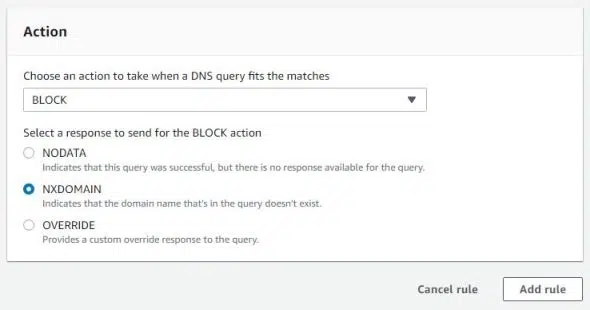 Action
Choose an action to take when a DNS query fits the matches
BLOCK
Select a response to send for the BLOCK action
NODATA
Indicates that this query was successful, but there is no response available for the query.
NXDOMAIN
Indicates that the domain name that's in the query doesn't exist.
OVERRIDE
Provides a custom override response to the query.
Cancel rule Add rule